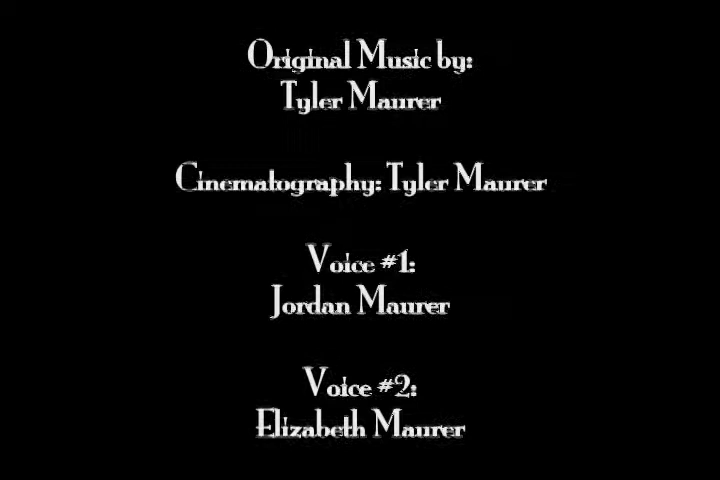 Original Music by:
Tyler Maurer
Cinematography: Tyler Maurer
Voice #1:
Jordan Maurer
Voice #2:
Elizabeth Maurer